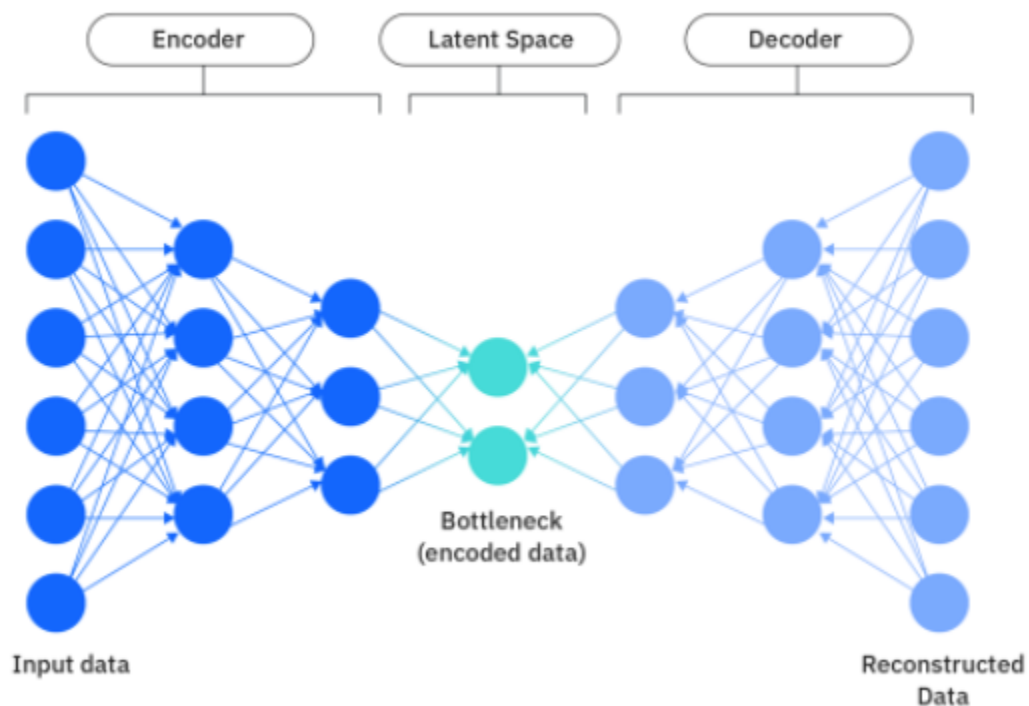 Encoder
Latent Space
Decoder
Bottleneck
(encoded data)
Input data
Reconstructed
Data